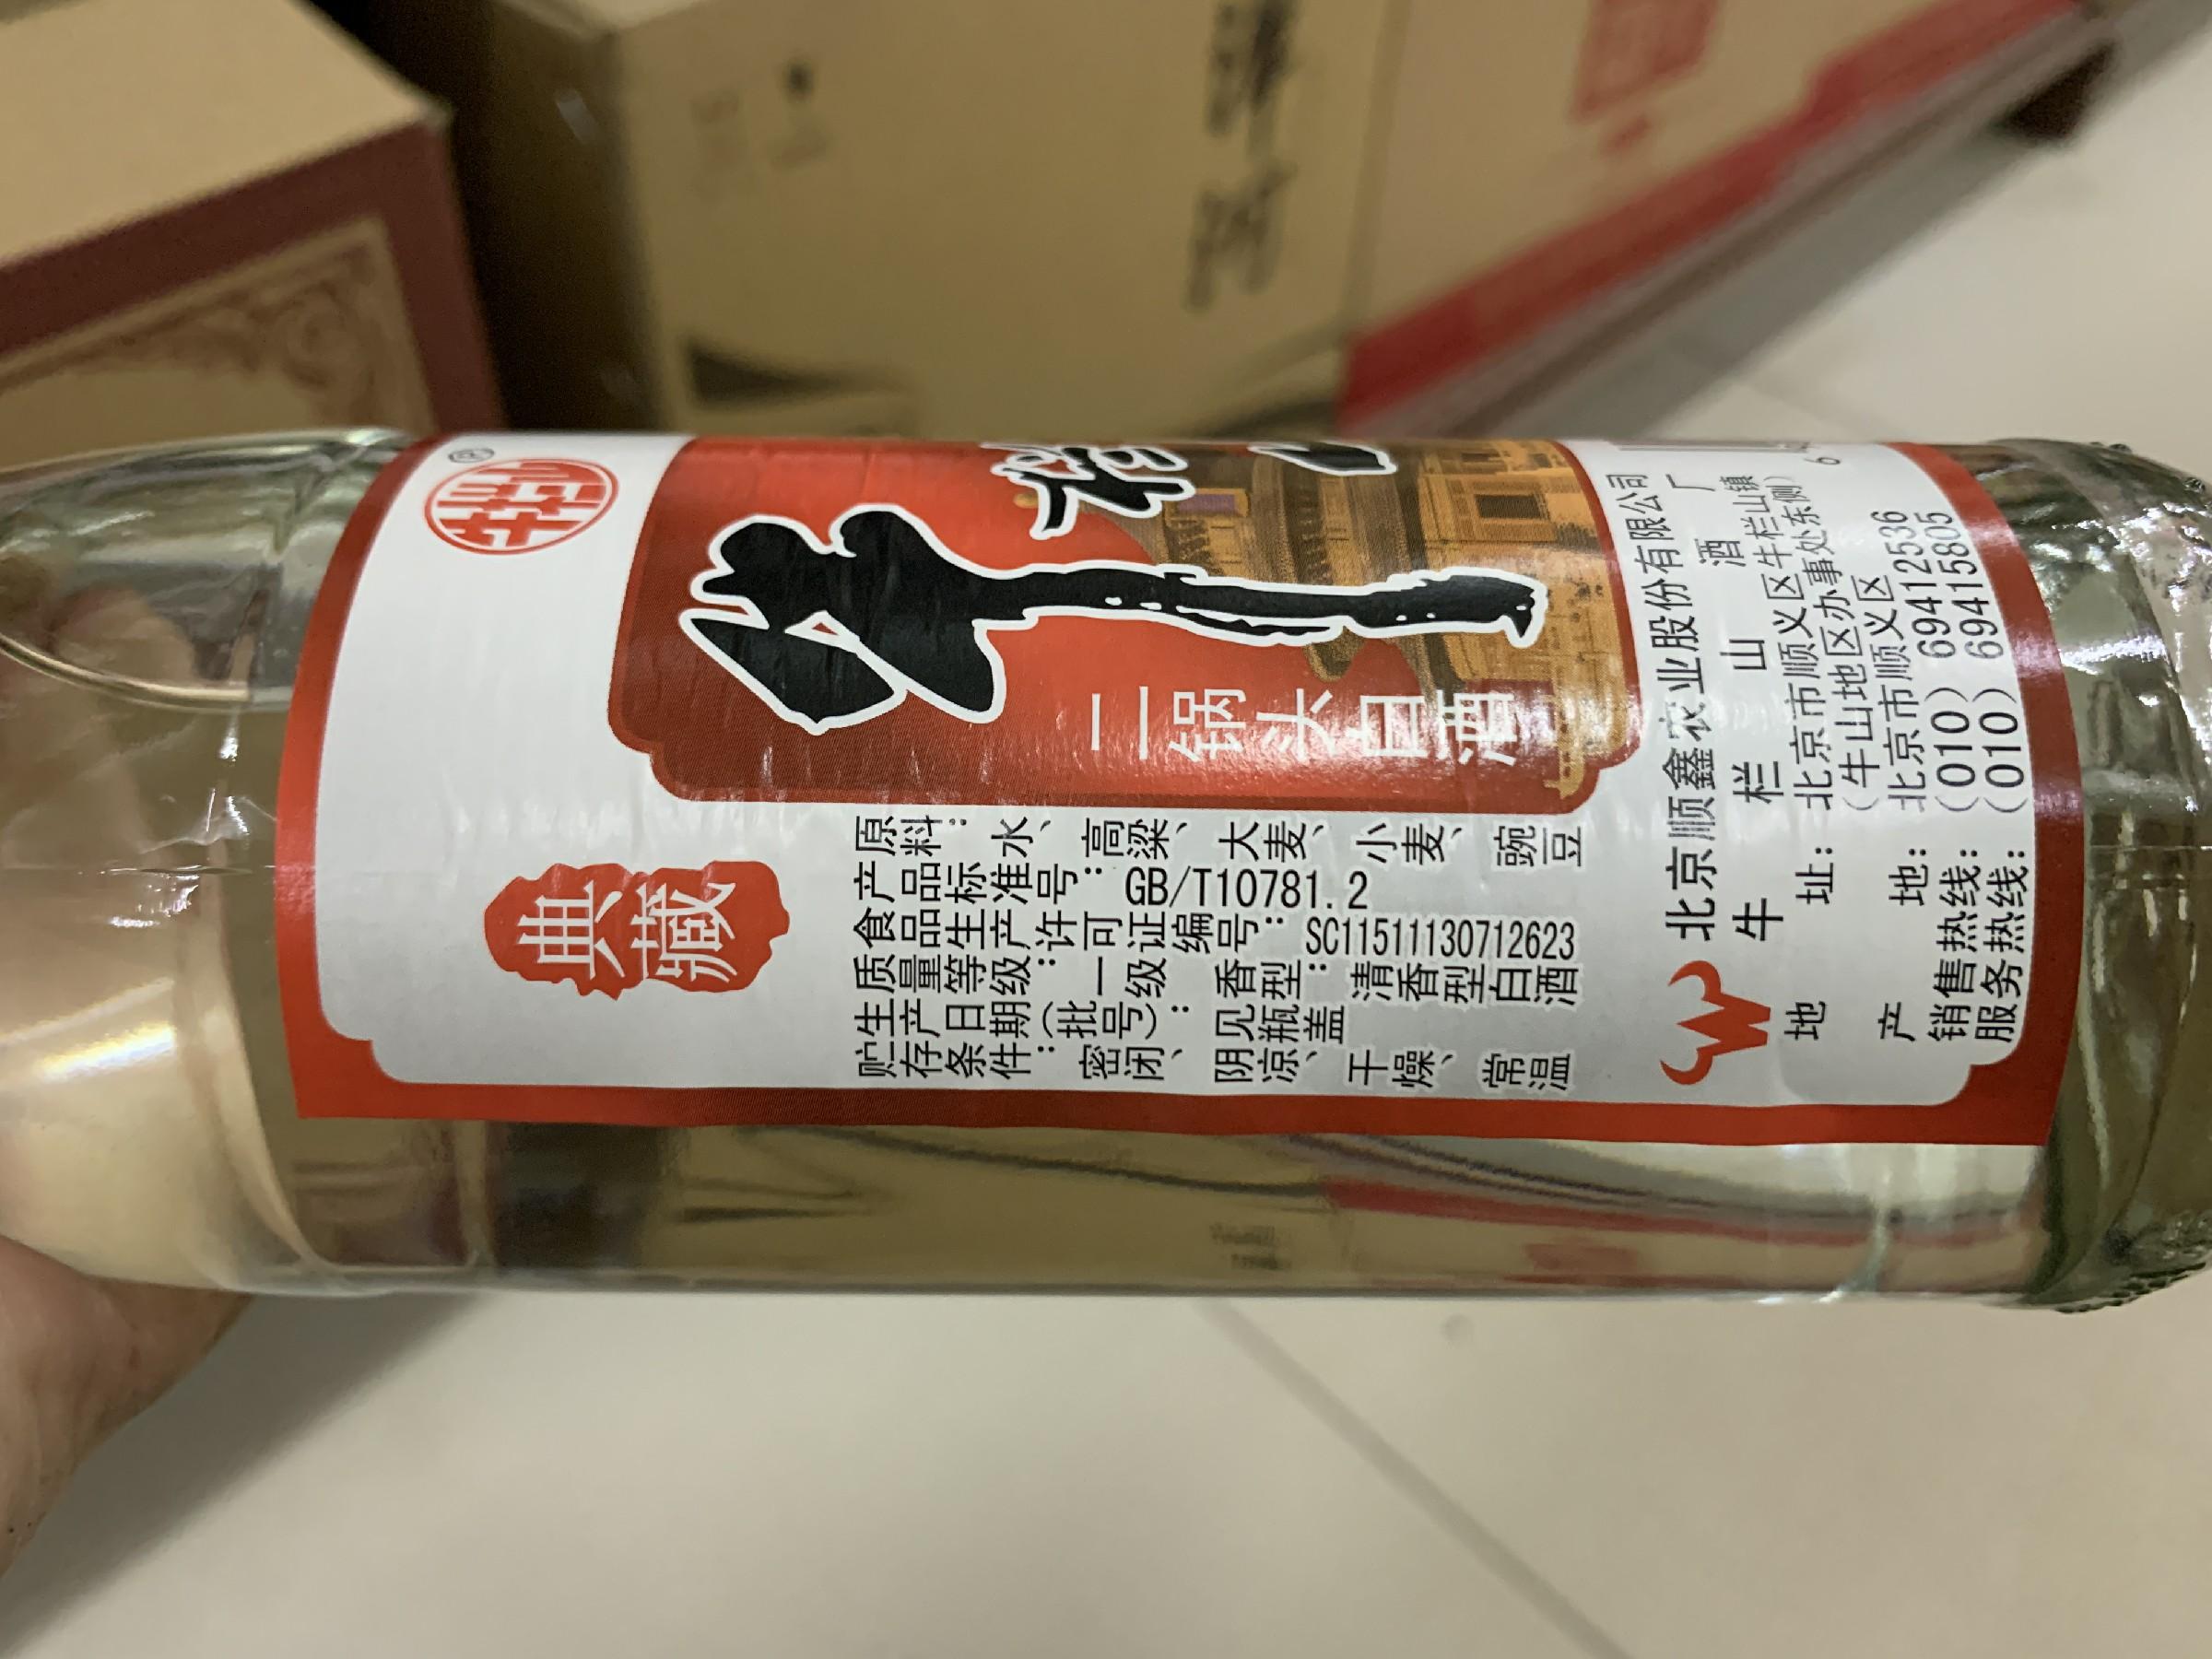 典藏
牛
二锅头白酒
原料：水、高粱、大麦、小麦、豌豆
产品标准号：GB/T10781.2
食品生产许可证编号：SC11511130712623
质量等级：一级 香型：清香型白酒
生产日期：(批号)见瓶盖
贮存条件：密闭、阴凉、干燥、常温
北京顺鑫农业股份有限公司
牛栏山酒厂
地址：北京市顺义区牛栏山镇
（牛山地区办事处东侧）
产地：北京市顺义区
销售热线：（010）69412536
服务热线：（010）69415805